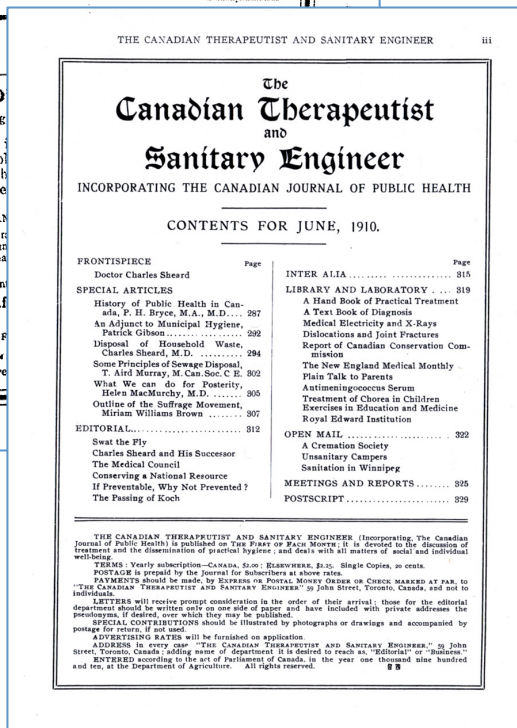 THE CANADIAN THERAPEUTIST AND SANITARY ENGINEER iii
The
Canadian Therapeutist
and
Sanitary Engineer
INCORPORATING THE CANADIAN JOURNAL OF PUBLIC HEALTH
CONTENTS FOR JUNE, 1910.
FRONTISPIECE Page
Doctor Charles Sheard
SPECIAL ARTICLES
History of Public Health in Can-
ada, P. H. Bryce, M.A., M.D.... 287
An Adjunct to Municipal Hygiene,
Patrick Gibson.................. 292
Disposal of Household Waste,
Charles Sheard, M.D. .......... 294
Some Principles of Sewage Disposal,
T. Aird Murray, M. Can. Soc. C E. 302
What We can do for Posterity,
Helen MacMurchy, M.D. ....... 305
Outline of the Suffrage Movement,
Miriam Williams Brown ........ 307
EDITORIAL........................... 312
Swat the Fly
Charles Sheard and His Successor
The Medical Council
Conserving a National Resource
If Preventable, Why Not Prevented ?
The Passing of Koch
Page
INTER ALIA ......... .............. 315
LIBRARY AND LABORATORY . ... 319
A Hand Book of Practical Treatment
A Text Book of Diagnosis
Medical Electricity and X-Rays
Dislocations and Joint Fractures
Report of Canadian Conservation Com-
mission
The New England Medical Monthly
Plain Talk to Parents
Antimeningococcus Serum
Treatment of Chorea in Children
Exercises in Education and Medicine
Royal Edward Institution
OPEN MAIL ...................... . 322
A Cremation Society
Unsanitary Campers
Sanitation in Winnipeg
MEETINGS AND REPORTS ........ 325
POSTSCRIPT ....................... 329
THE CANADIAN THERAPEUTIST AND SANITARY ENGINEER (Incorporating, The Canadian
Journal of Public Health) is published on THE FIRST OF EACH MONTH; it is devoted to the discussion of
treatment and the dissemination of practical hygiene ; and deals with all matters of social and individual
well-being.
TERMS : Yearly subscription—CANADA, $2.00 ; ELSEWHERE, $2.25. Single Copies, 20 cents.
POSTAGE is prepaid by the Journal for Subscribers at above rates.
PAYMENTS should be made, by EXPRESS OR POSTAL MONEY ORDER OR CHECK MARKED AT PAR, to
"THE CANADIAN THERAPEUTIST AND SANITARY ENGINEER" 59 John Street, Toronto, Canada, and not to
individuals.
LETTERS will receive prompt consideration in the order of their arrival ; those for the editorial
department should be written only on one side of paper and have included with private addresses the
pseudonyms, if desired, over which they may be published.
SPECIAL CONTRIBUTIONS should be illustrated by photographs or drawings and accompanied by
postage for return, if not used.
ADVERTISING RATES will be furnished on application.
ADDRESS in every case "THE CANADIAN THERAPEUTIST AND SANITARY ENGINEER," 59 John
Street, Toronto, Canada ; adding name of department it is desired to reach as, "Editorial" or "Business."
ENTERED according to the act of Parliament of Canada, in the year one thousand nine hundred
and ten, at the Department of Agriculture. All rights reserved.